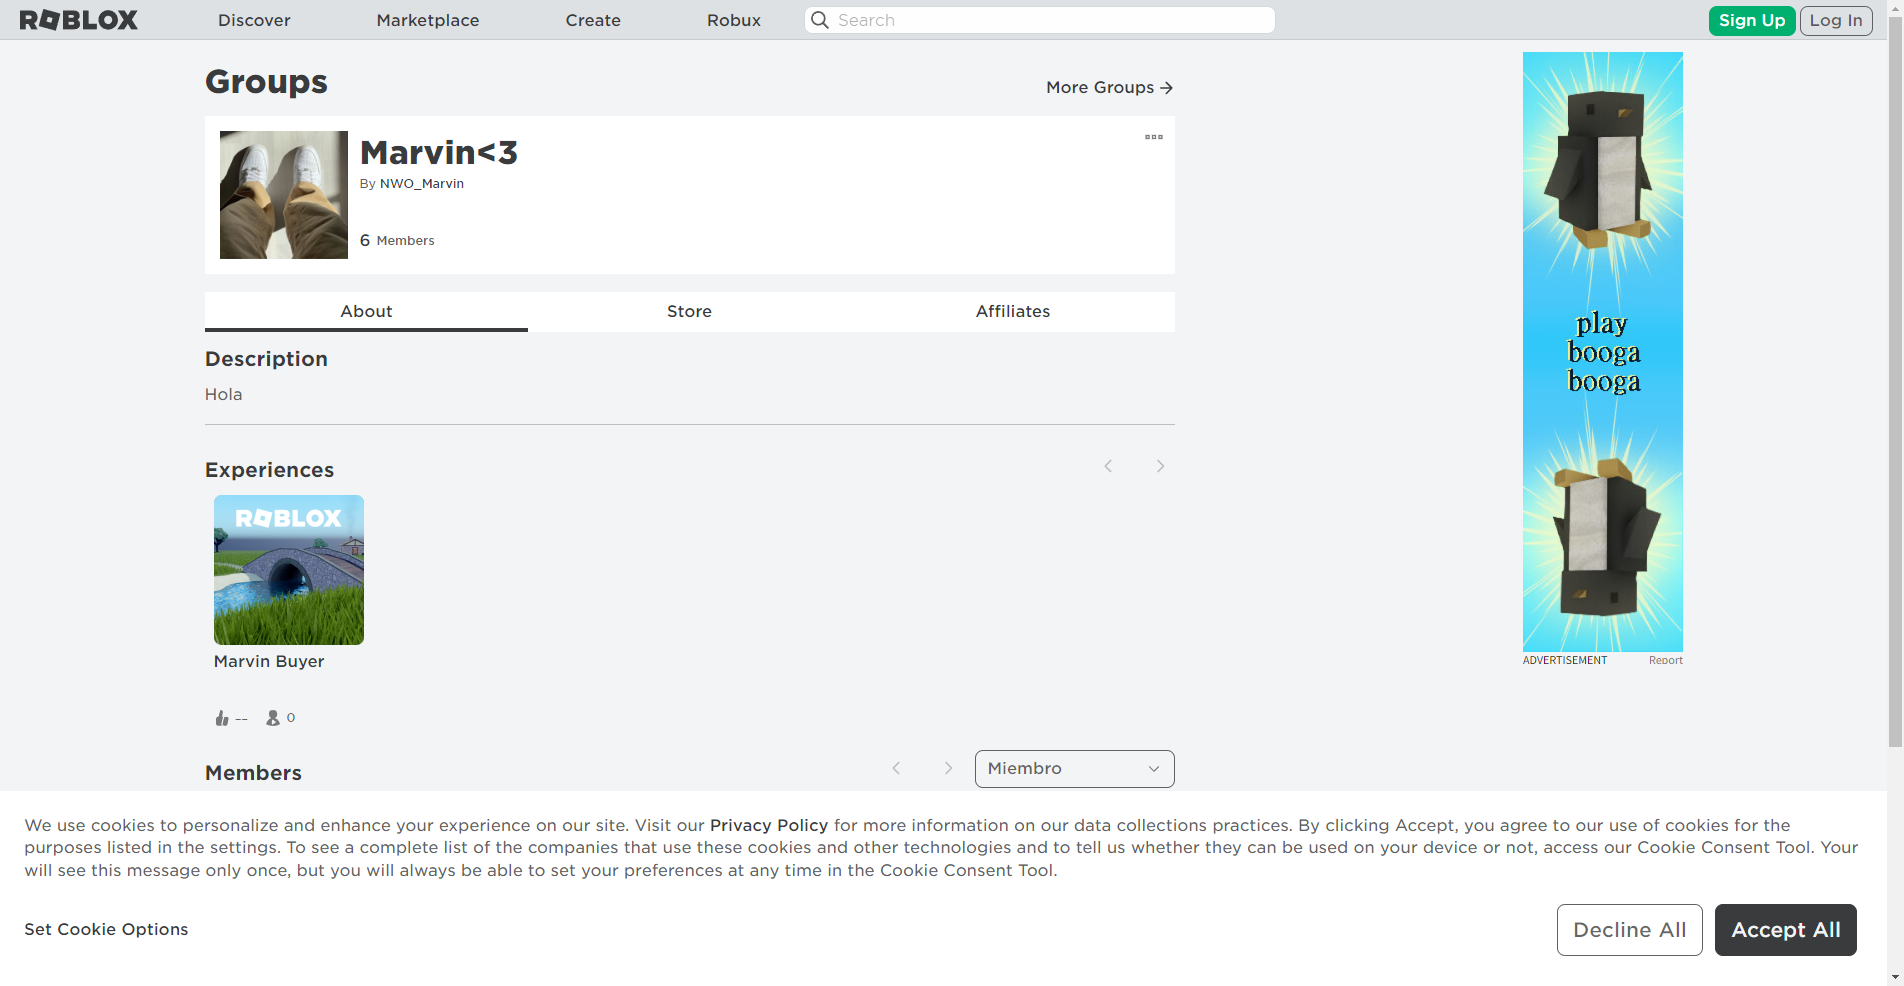 ROBLOX
Discover
Marketplace
Create
Robux
Search
Sign Up
Log In
Groups
More Groups
Marvin<3
By NWO_Marvin
6 Members
About
Store
Affiliates
Description
Hola
Experiences
ROBLOX
Marvin Buyer
--
0
Members
Miembro
play
booga
booga
ADVERTISEMENT
Report
We use cookies to personalize and enhance your experience on our site. Visit our Privacy Policy for more information on our data collections practices. By clicking Accept, you agree to our use of cookies for the
purposes listed in the settings. To see a complete list of the companies that use these cookies and other technologies and to tell us whether they can be used on your device or not, access our Cookie Consent Tool. Your
will see this message only once, but you will always be able to set your preferences at any time in the Cookie Consent Tool.
Set Cookie Options
Decline All
Accept All